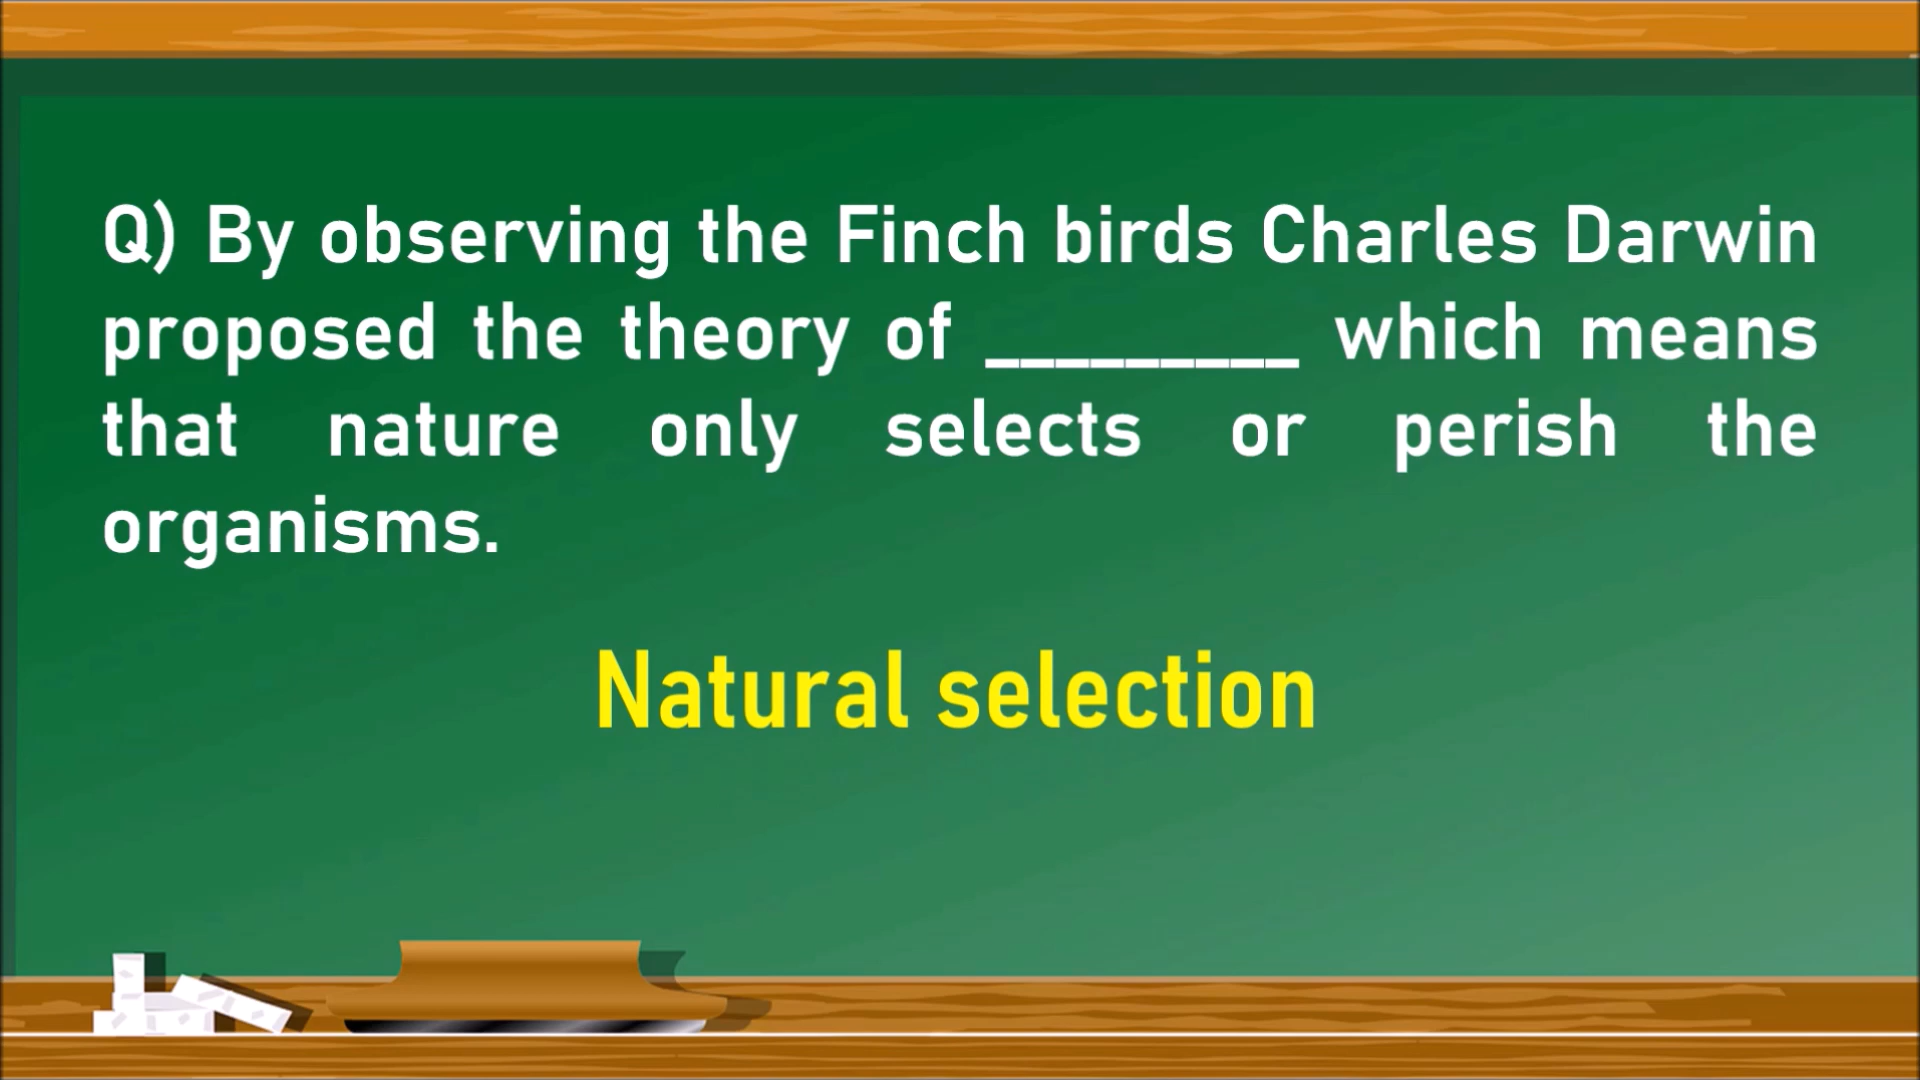 Q) By observing the Finch birds Charles Darwin
proposed the theory of _________ which means
that nature only selects or perish the
organisms.
Natural selection